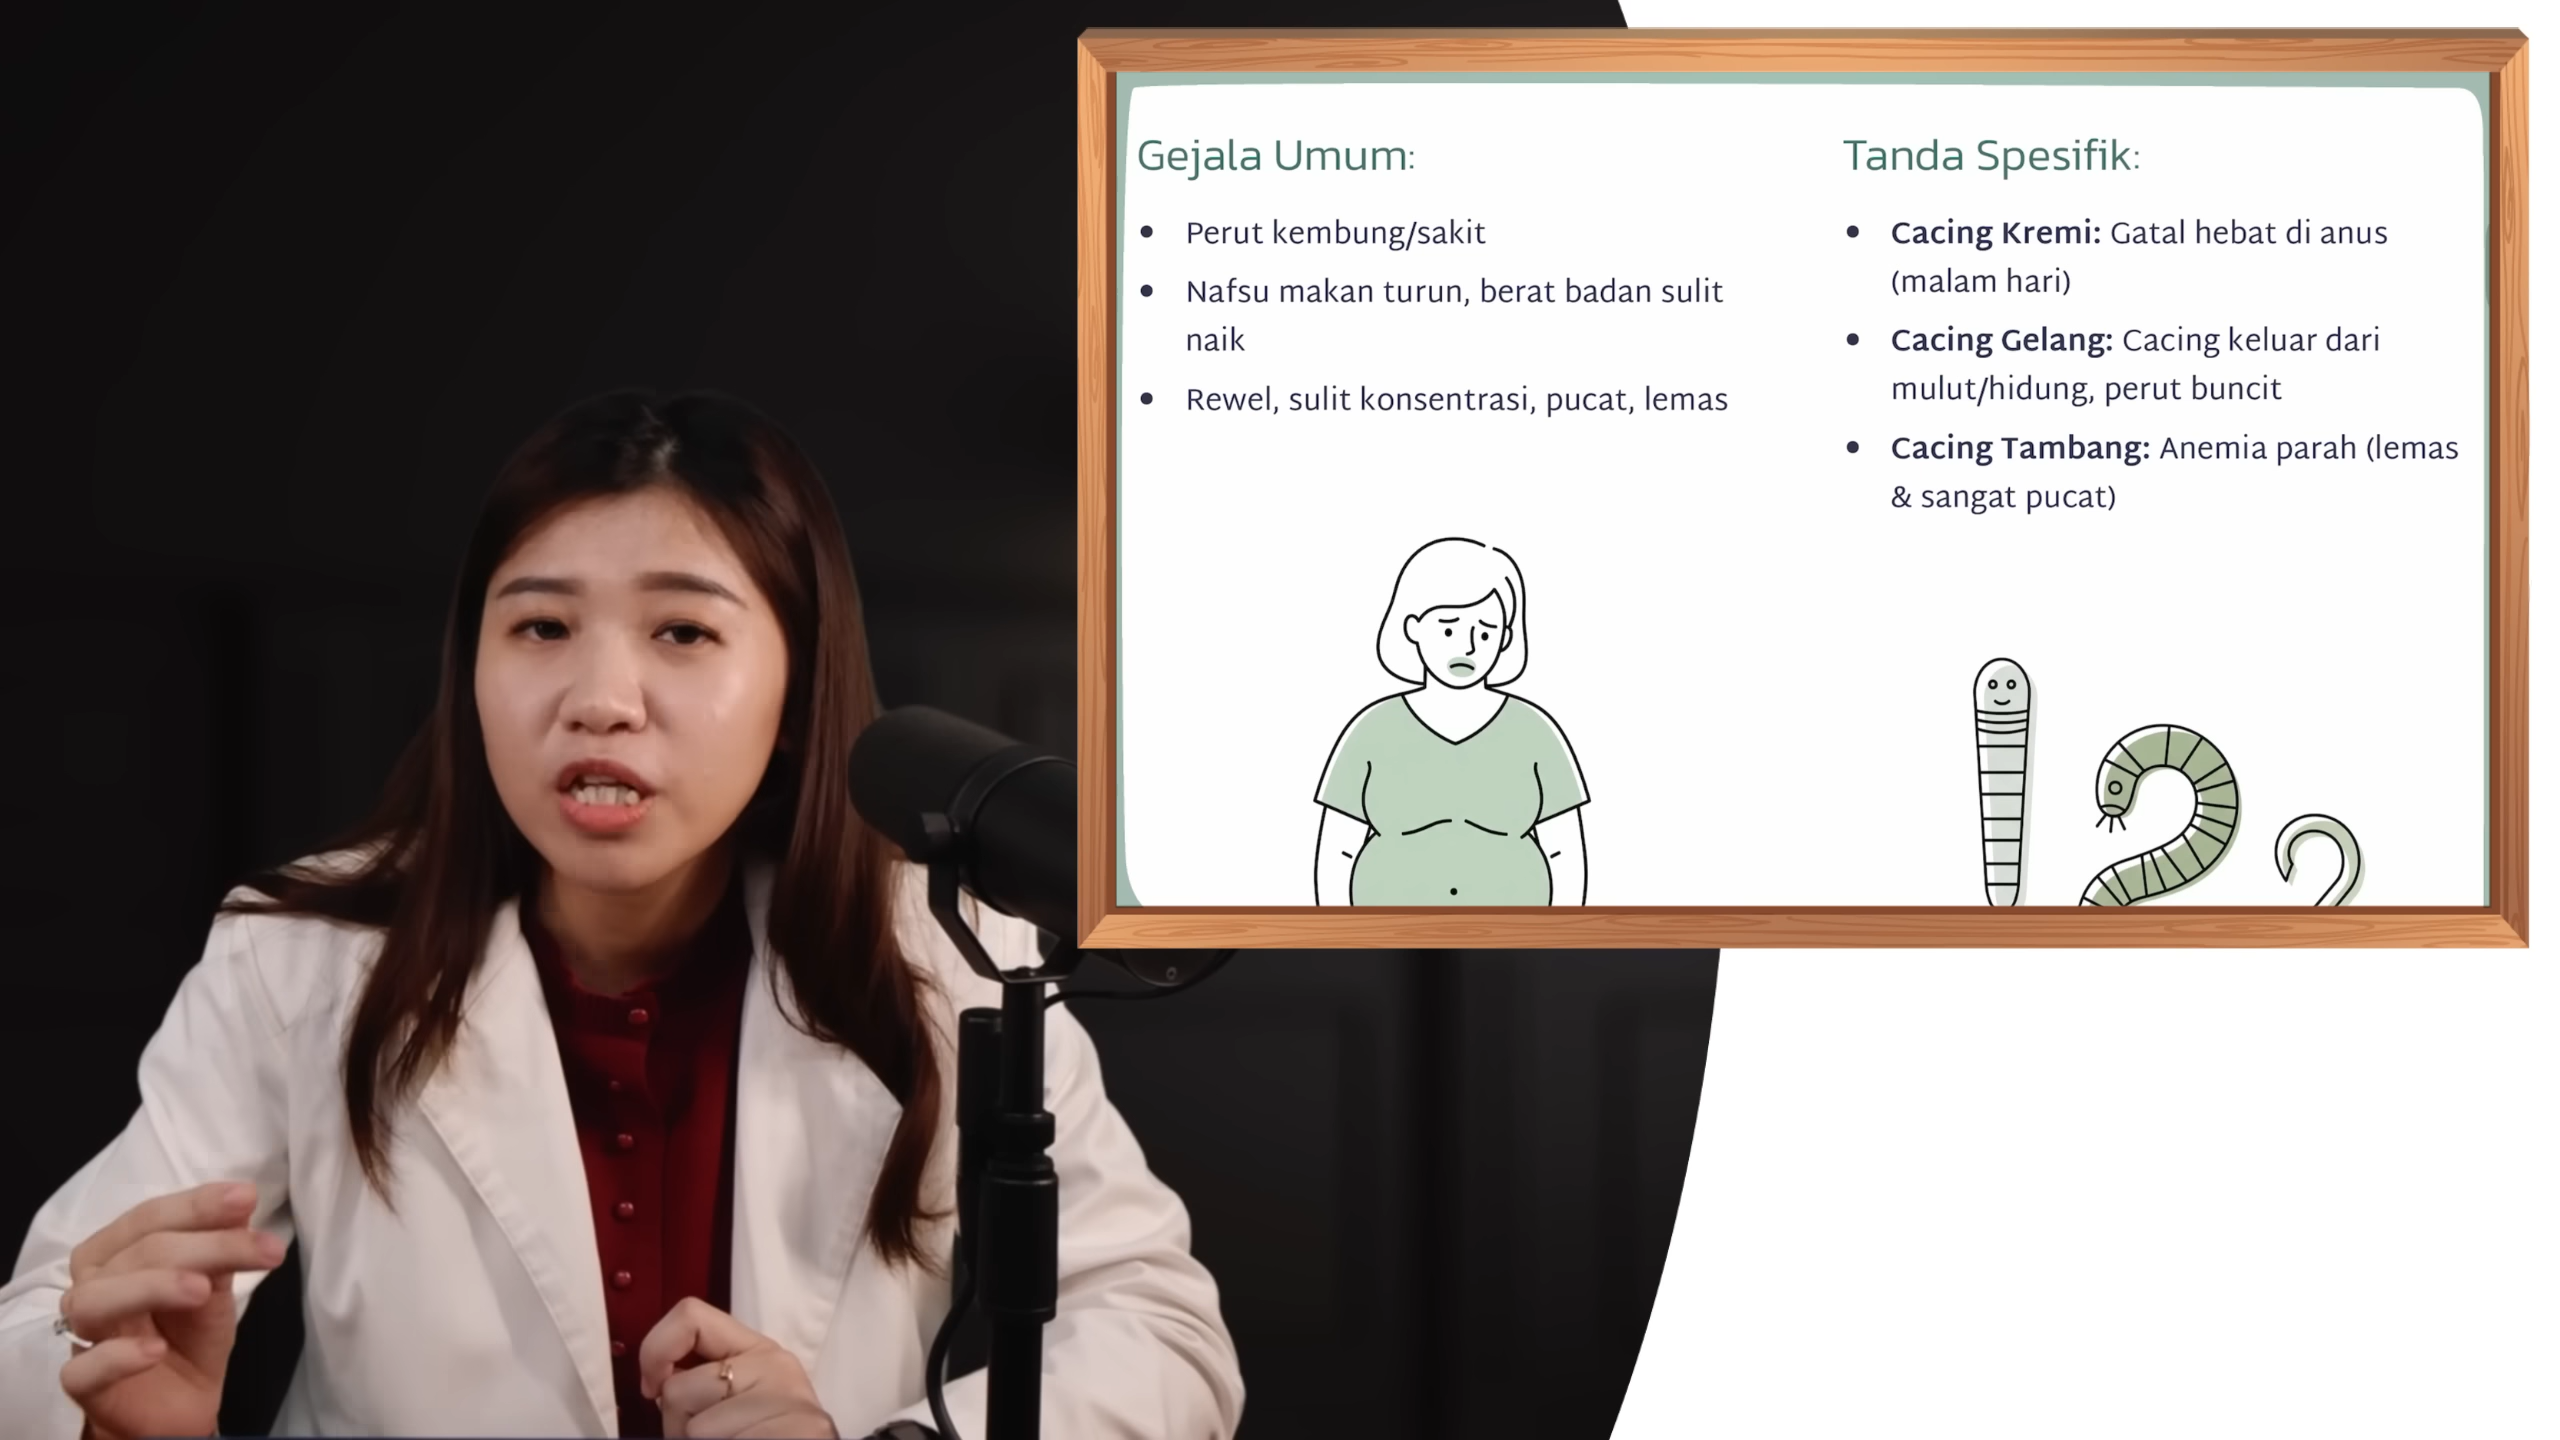 Gejala Umum:
• Perut kembung/sakit
• Nafsu makan turun, berat badan sulit
naik
• Rewel, sulit konsentrasi, pucat, lemas
Tanda Spesifik:
• Cacing Kremi: Gatal hebat di anus
(malam hari)
• Cacing Gelang: Cacing keluar dari
mulut/hidung, perut buncit
• Cacing Tambang: Anemia parah (lemas
& sangat pucat)